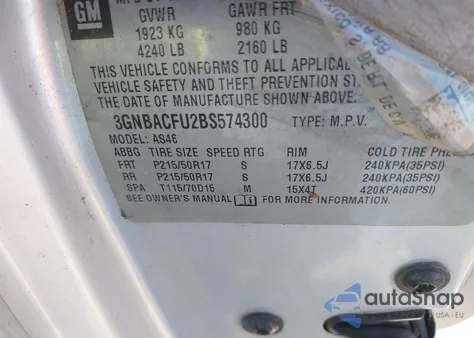 GM
GVWR GAWR FRT
1923 KG 980 KG
4240 LB 2160 LB
THIS VEHICLE CONFORMS TO ALL APPLICABL
VEHICLE SAFETY AND THEFT PREVENTION ST
THE DATE OF MANUFACTURE SHOWN ABOVE.
3GNBACFU2BS574300 TYPE: M.P.V.
MODEL: AS46
ABBG TIRE SIZE SPEED RTG RIM COLD TIRE
FRT P215/50R17 S 17X6.5J 240KPA(35PSI)
RR P215/50R17 S 17X6.5J 240KPA(35PSI)
SPA T115/70D15 M 15X4T 420KPA(60PSI)
SEE OWNER'S MANUAL FOR MORE INFORMATION.
autosnap
USA - EU